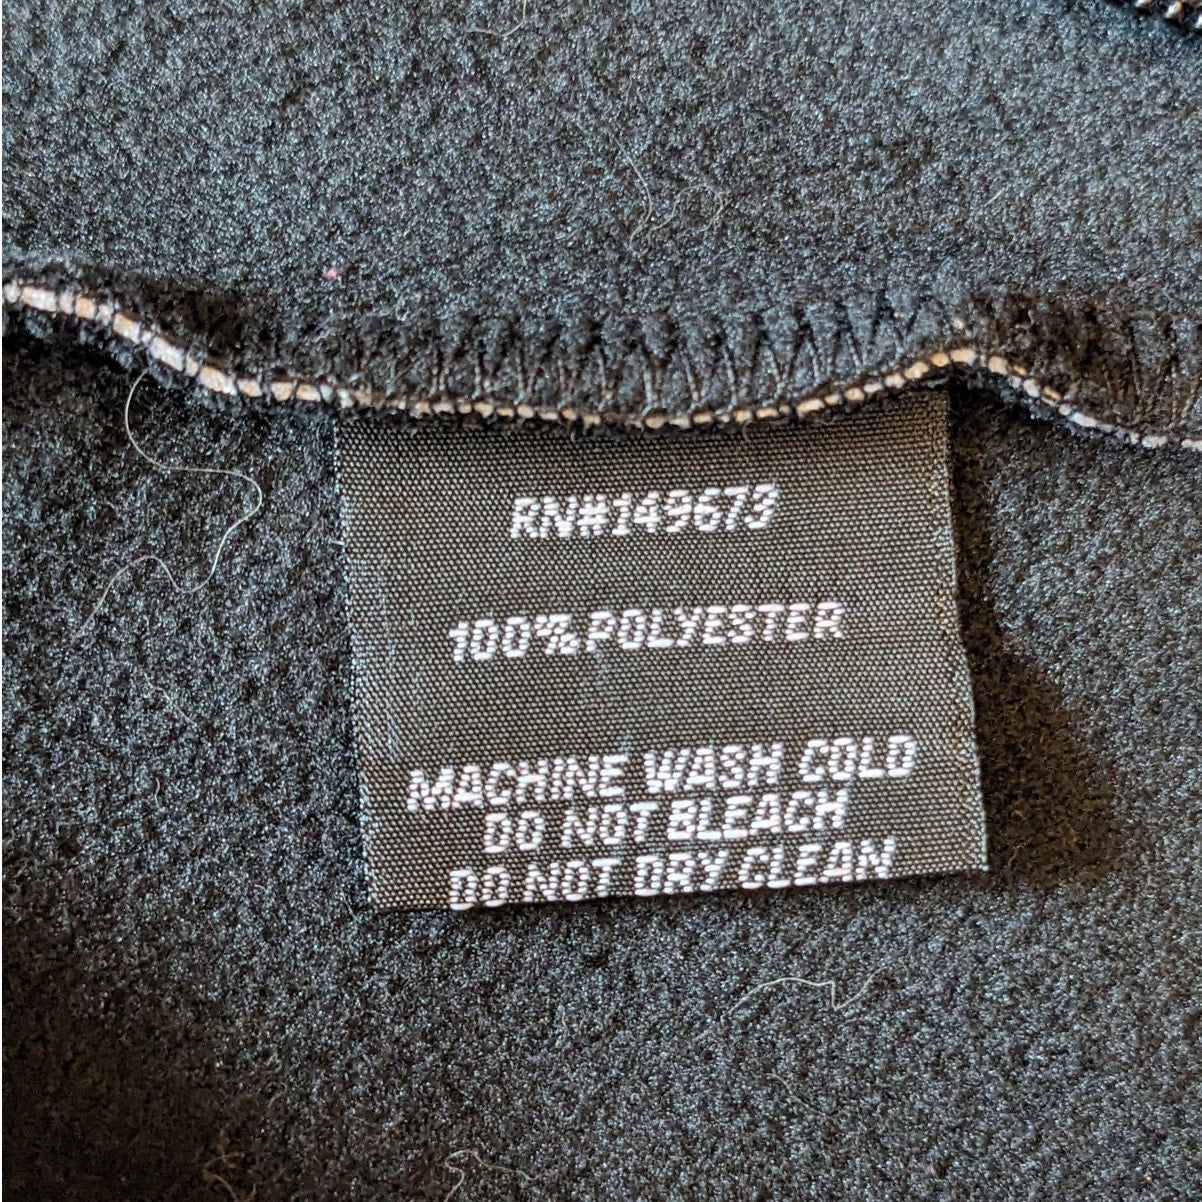 RN#149673
100% POLYESTER
MACHINE WASH COLD
DO NOT BLEACH
DO NOT DRY CLEAN